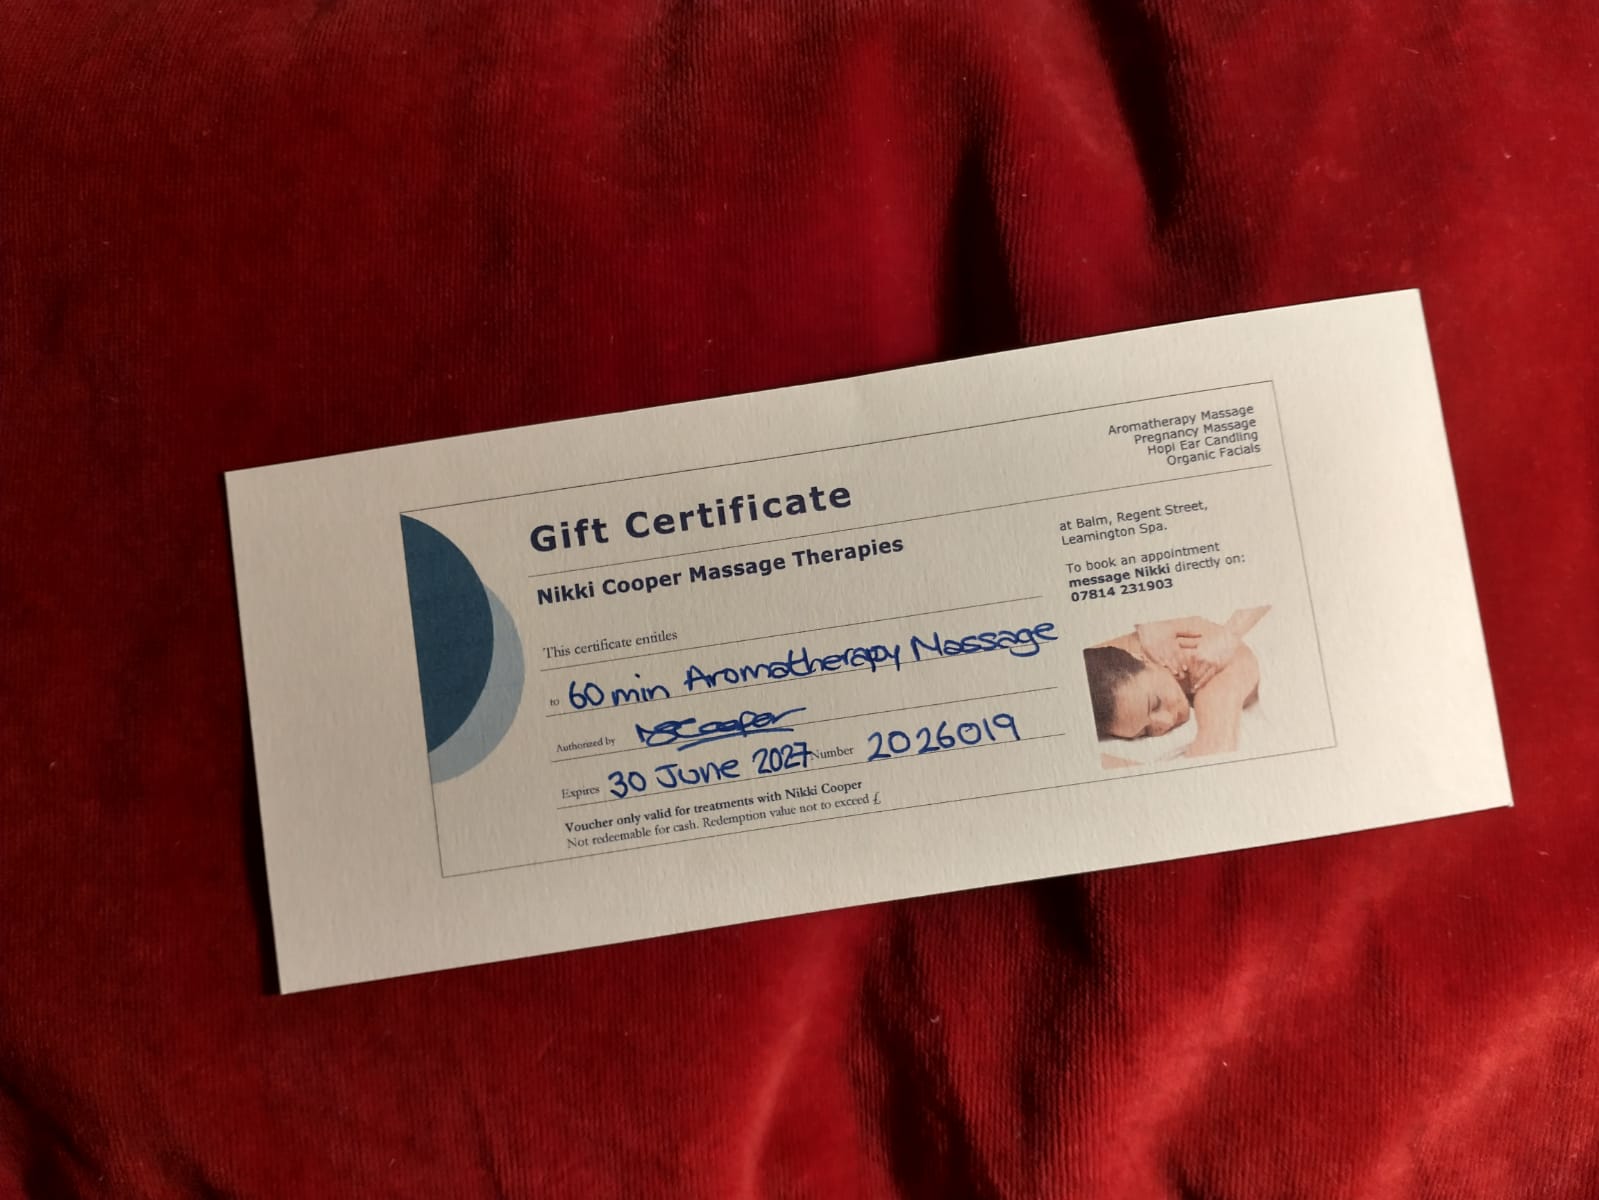 Gift Certificate
Nikki Cooper Massage Therapies
This certificate entitles
to 60 min Aromatherapy Massage
Authorized by NSCooper
Expires 30 June 2027 Number 2026019
Voucher only valid for treatments with Nikki Cooper
Not redeemable for cash. Redemption value not to exceed £
Aromatherapy Massage
Pregnancy Massage
Hopi Ear Candling
Organic Facials
at Balm, Regent Street,
Leamington Spa.
To book an appointment
message Nikki directly on:
07814 231903